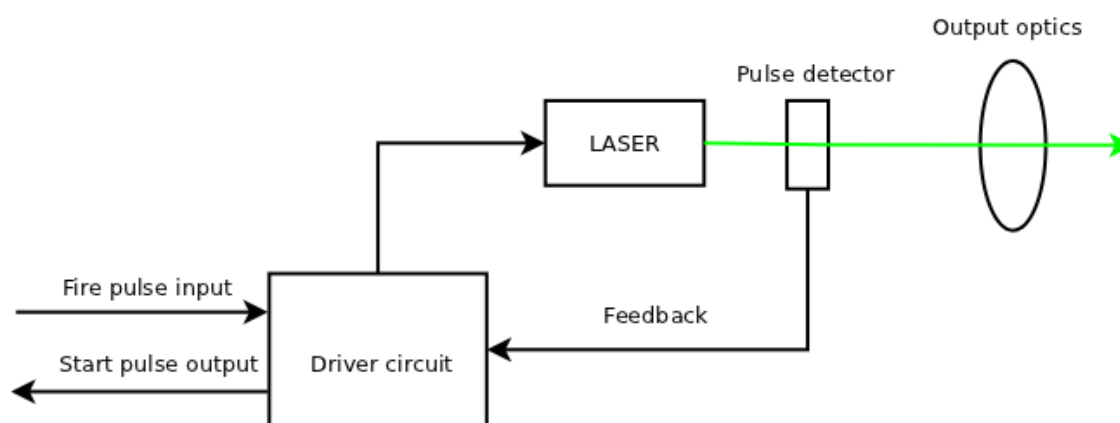 Output optics
Pulse detector
LASER
Fire pulse input
Feedback
Start pulse output
Driver circuit